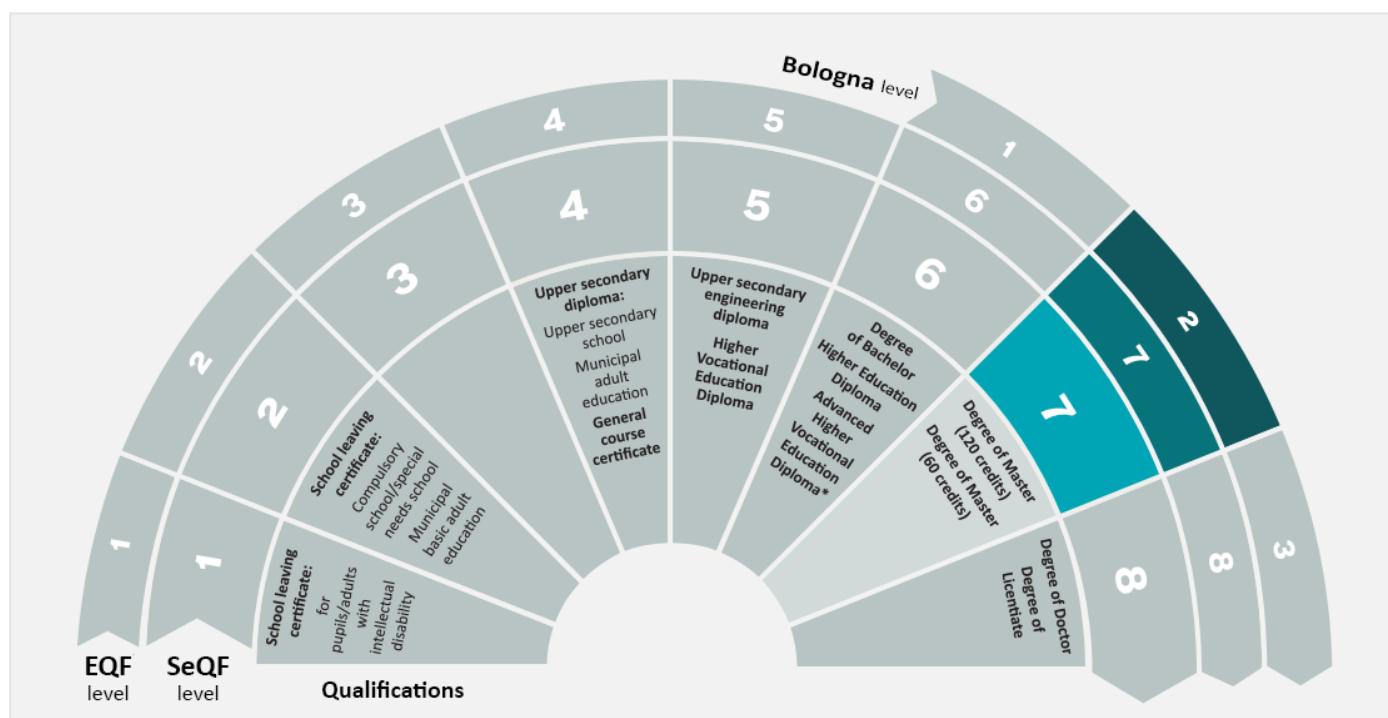 Bologna level
1
2
3
4
5
6
7
8
1
2
3
1
2
3
4
5
6
7
8
School leaving
certificate:
for
pupils/adults
with
intellectual
disability
School leaving
certificate:
Compulsory
school/special
needs school
Municipal
basic adult
education
Upper secondary
diploma:
Upper secondary
school
Municipal
adult
education
General
course
certificate
Upper secondary
engineering
diploma
Higher
Vocational
Education
Diploma
Degree
of Bachelor
Higher Education
Diploma
Advanced
Higher
Vocational
Education
Diploma*
Degree of Master
(120 credits)
Degree of Master
(60 credits)
Degree of Doctor
Degree of
Licentiate
EQF
level
SeQF
level
Qualifications